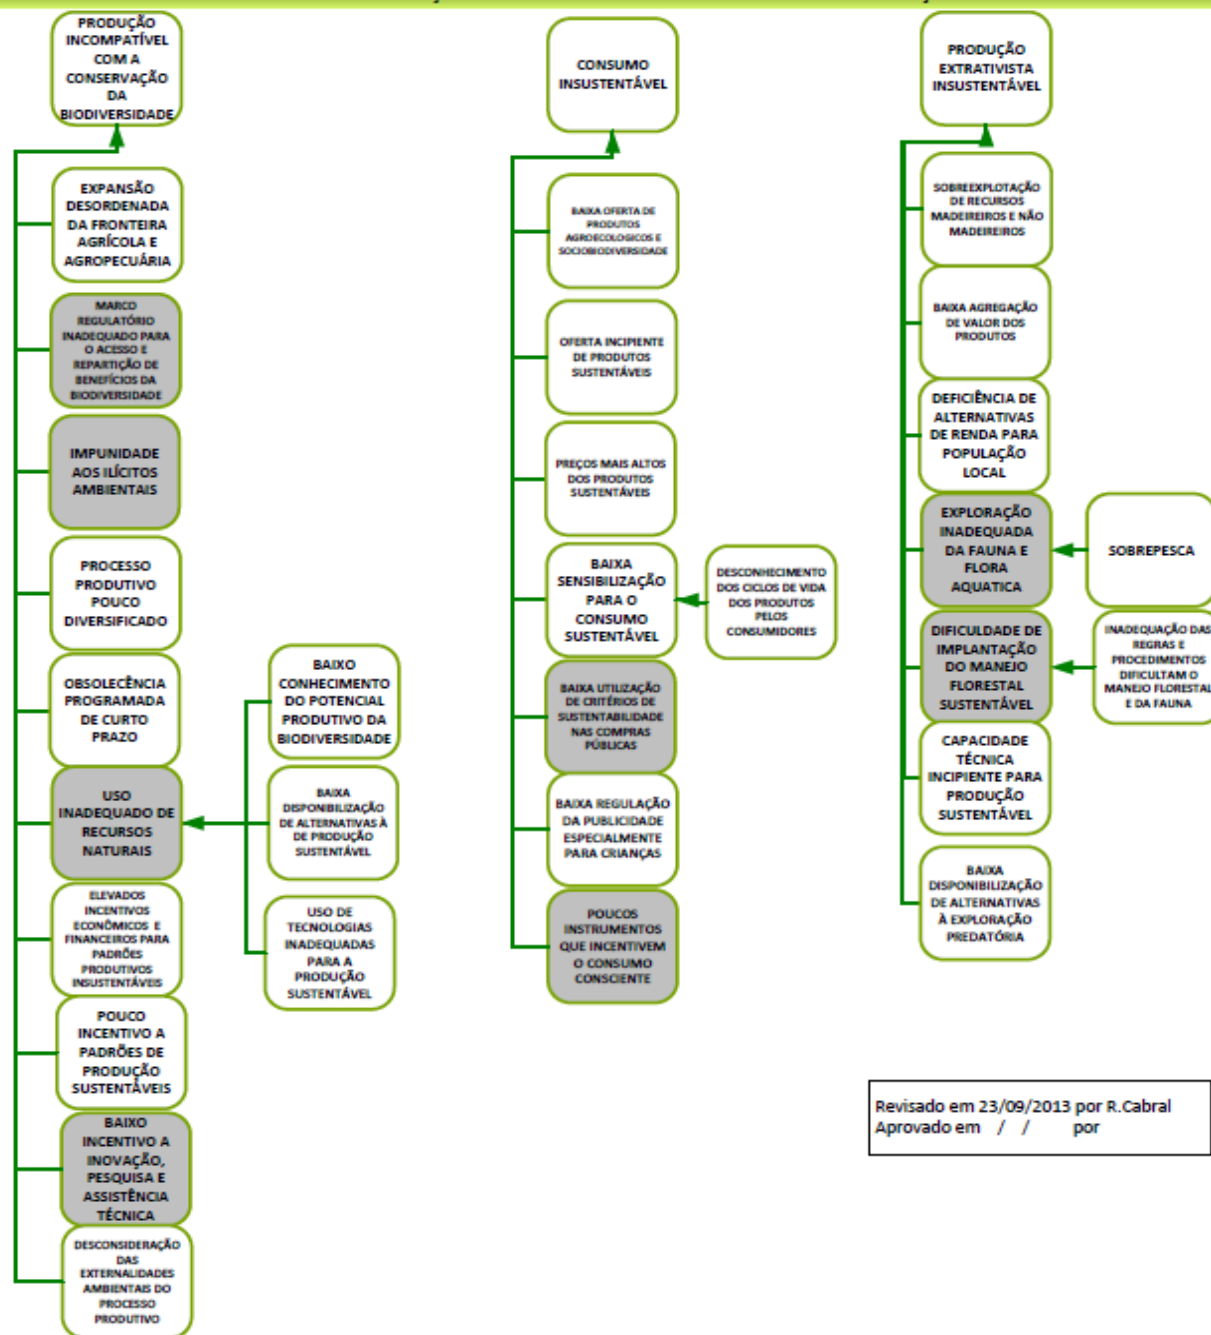 PRODUÇÃO
INCOMPATÍVEL
COM A
CONSERVAÇÃO
DA
BIODIVERSIDADE
EXPANSÃO
DESORDENADA
DA FRONTEIRA
AGRÍCOLA E
AGROPECUÁRIA
MARCO
REGULATÓRIO
INADEQUADO PARA
O ACESSO E
REPARTIÇÃO DE
BENEFÍCIOS DA
BIODIVERSIDADE
IMPUNIDADE
AOS ILÍCITOS
AMBIENTAIS
PROCESSO
PRODUTIVO
POUCO
DIVERSIFICADO
OBSOLECÊNCIA
PROGRAMADA
DE CURTO
PRAZO
USO
INADEQUADO DE
RECURSOS
NATURAIS
BAIXO
CONHECIMENTO
DO POTENCIAL
PRODUTIVO DA
BIODIVERSIDADE
BAIXA
DISPONIBILIZAÇÃO
DE ALTERNATIVAS À
DE PRODUÇÃO
SUSTENTÁVEL
USO DE
TECNOLOGIAS
INADEQUADAS
PARA A
PRODUÇÃO
SUSTENTÁVEL
ELEVADOS
INCENTIVOS
ECONÔMICOS E
FINANCEIROS PARA
PADRÕES
PRODUTIVOS
INSUSTENTÁVEIS
POUCO
INCENTIVO A
PADRÕES DE
PRODUÇÃO
SUSTENTÁVEIS
BAIXO
INCENTIVO A
INOVAÇÃO,
PESQUISA E
ASSISTÊNCIA
TÉCNICA
DESCONSIDERAÇÃO
DAS
EXTERNALIDADES
AMBIENTAIS DO
PROCESSO
PRODUTIVO
CONSUMO
INSUSTENTÁVEL
BAIXA OFERTA DE
PRODUTOS
AGROECOLOGICOS E
SOCIOBIODIVERSIDADE
OFERTA INCIPIENTE
DE PRODUTOS
SUSTENTÁVEIS
PREÇOS MAIS ALTOS
DOS PRODUTOS
SUSTENTÁVEIS
BAIXA
SENSIBILIZAÇÃO
PARA O
CONSUMO
SUSTENTÁVEL
DESCONHECIMENTO
DOS CICLOS DE VIDA
DOS PRODUTOS
PELOS
CONSUMIDORES
BAIXA UTILIZAÇÃO
DE CRITÉRIOS DE
SUSTENTABILIDADE
NAS COMPRAS
PÚBLICAS
BAIXA REGULAÇÃO
DA PUBLICIDADE
ESPECIALMENTE
PARA CRIANÇAS
POUCOS
INSTRUMENTOS
QUE INCENTIVEM
O CONSUMO
CONSCIENTE
PRODUÇÃO
EXTRATIVISTA
INSUSTENTÁVEL
SOBREEXPLOTAÇÃO
DE RECURSOS
MADEIREIROS E NÃO
MADEIREIROS
BAIXA AGREGAÇÃO
DE VALOR DOS
PRODUTOS
DEFICIÊNCIA DE
ALTERNATIVAS
DE RENDA PARA
POPULAÇÃO
LOCAL
EXPLORAÇÃO
INADEQUADA
DA FAUNA E
FLORA
AQUATICA
SOBREPESCA
DIFICULDADE DE
IMPLANTAÇÃO
DO MANEJO
FLORESTAL
SUSTENTÁVEL
INADEQUAÇÃO DAS
REGRAS E
PROCEDIMENTOS
DIFICULTAM O
MANEJO FLORESTAL
E DA FAUNA
CAPACIDADE
TÉCNICA
INCIPIENTE PARA
PRODUÇÃO
SUSTENTÁVEL
BAIXA
DISPONIBILIZAÇÃO
DE ALTERNATIVAS
À EXPLORAÇÃO
PREDATÓRIA
Revisado em 23/09/2013 por R.Cabral
Aprovado em / / por